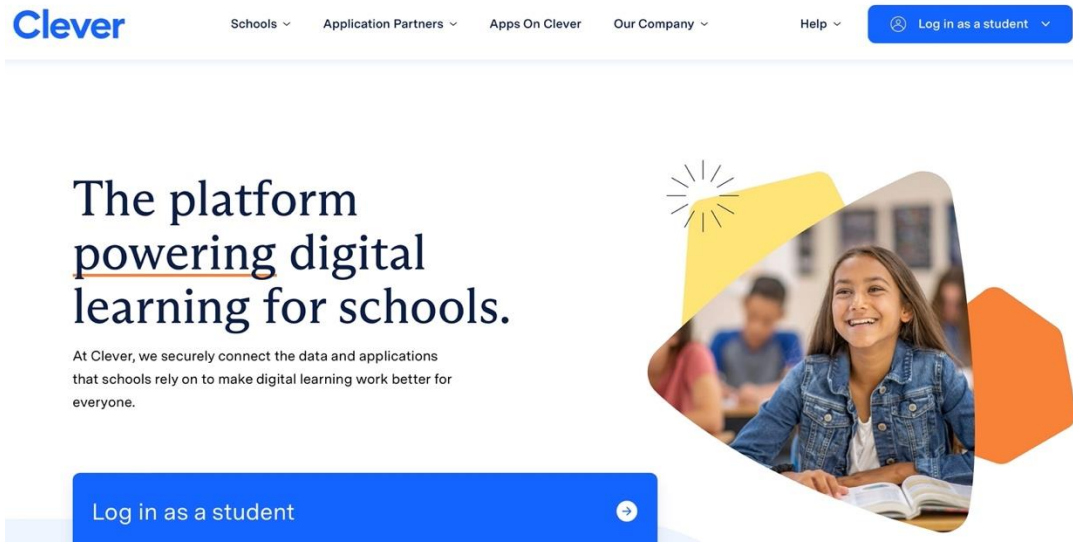 Clever
Schools
Application Partners
Apps On Clever
Our Company
Help
Log in as a student
The platform
powering digital
learning for schools.
At Clever, we securely connect the data and applications
that schools rely on to make digital learning work better for
everyone.
Log in as a student